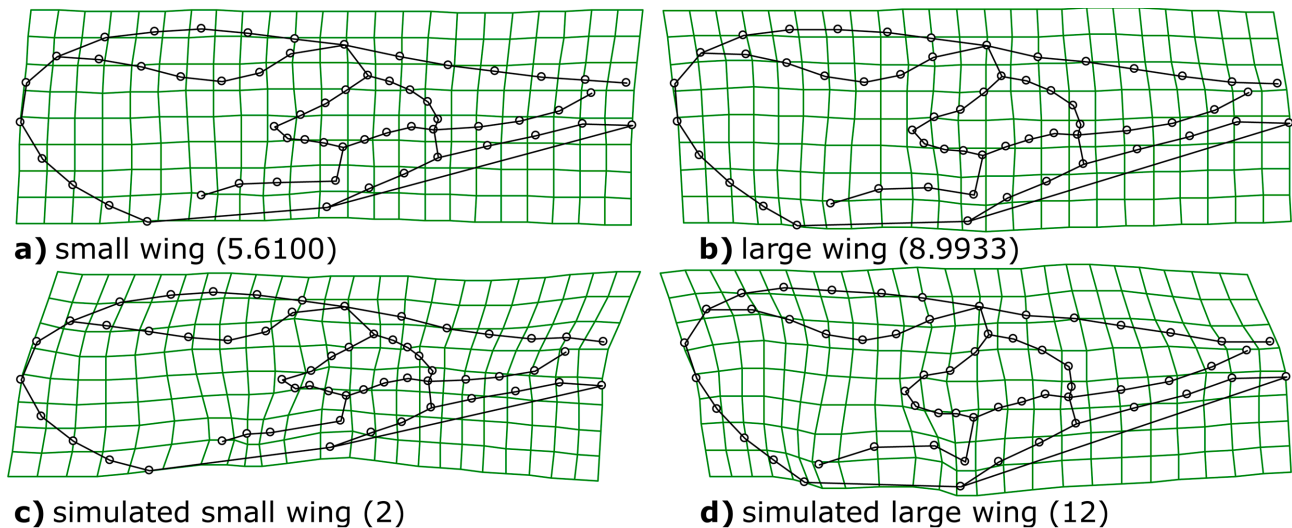 a) small wing (5.6100)
b) large wing (8.9933)
c) simulated small wing (2)
d) simulated large wing (12)